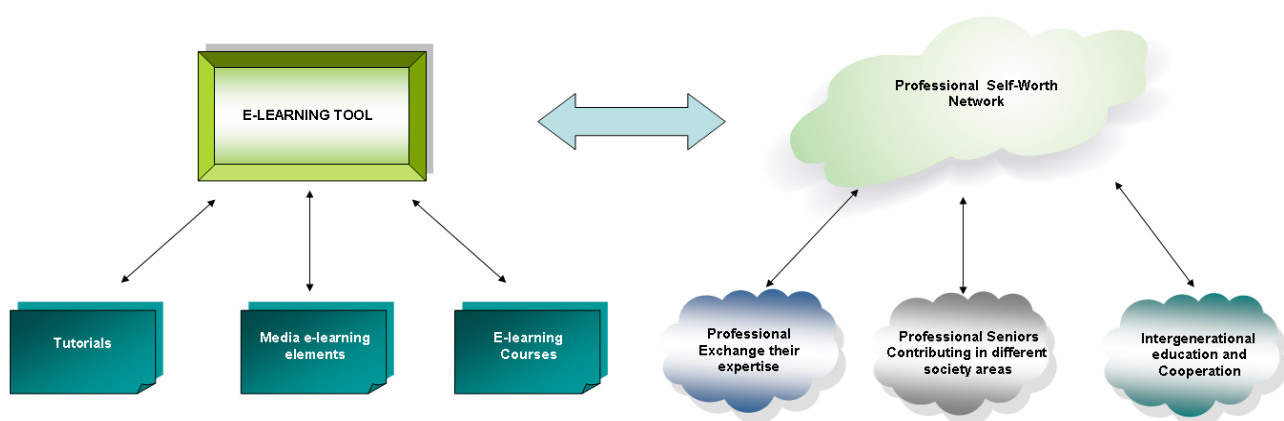 E-LEARNING TOOL
Professional Self-Worth
Network
Tutorials
Media e-learning
elements
E-learning
Courses
Professional
Exchange their
expertise
Professional Seniors
Contributing in different
society areas
Intergenerational
education and
Cooperation